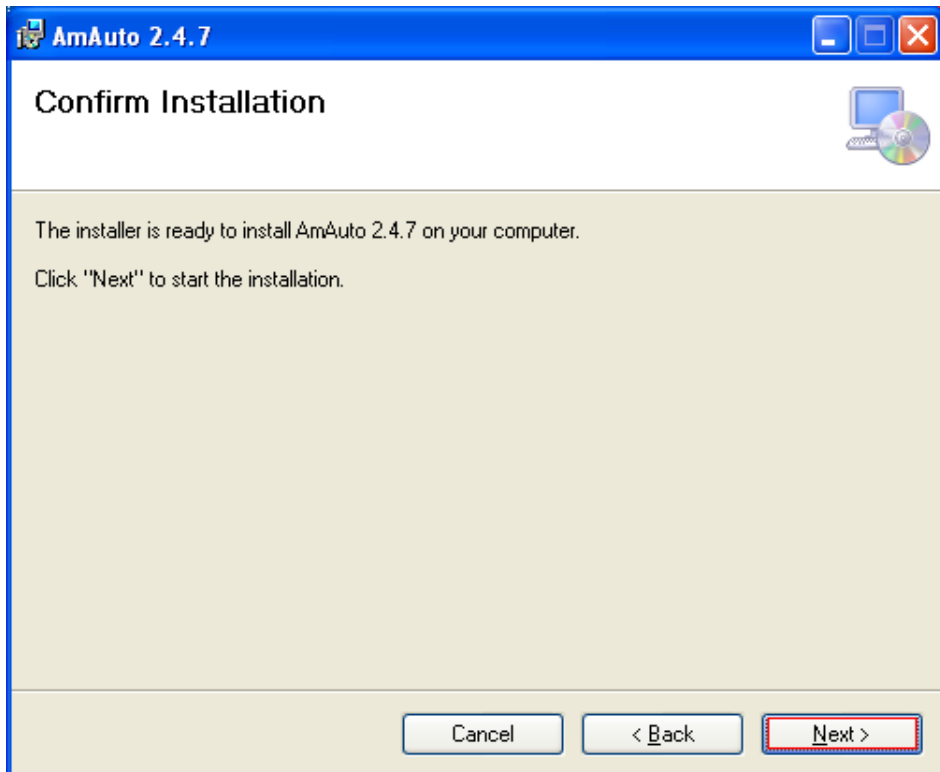 AmAuto 2.4.7
Confirm Installation
The installer is ready to install AmAuto 2.4.7 on your computer.
Click "Next" to start the installation.
Cancel
< Back
Next >